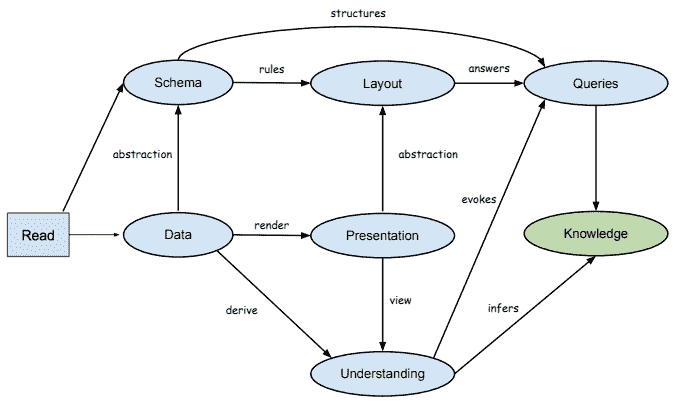 structures
Schema
rules
Layout
answers
Queries
abstraction
abstraction
evokes
Read
Data
render
Presentation
Knowledge
derive
view
infers
Understanding